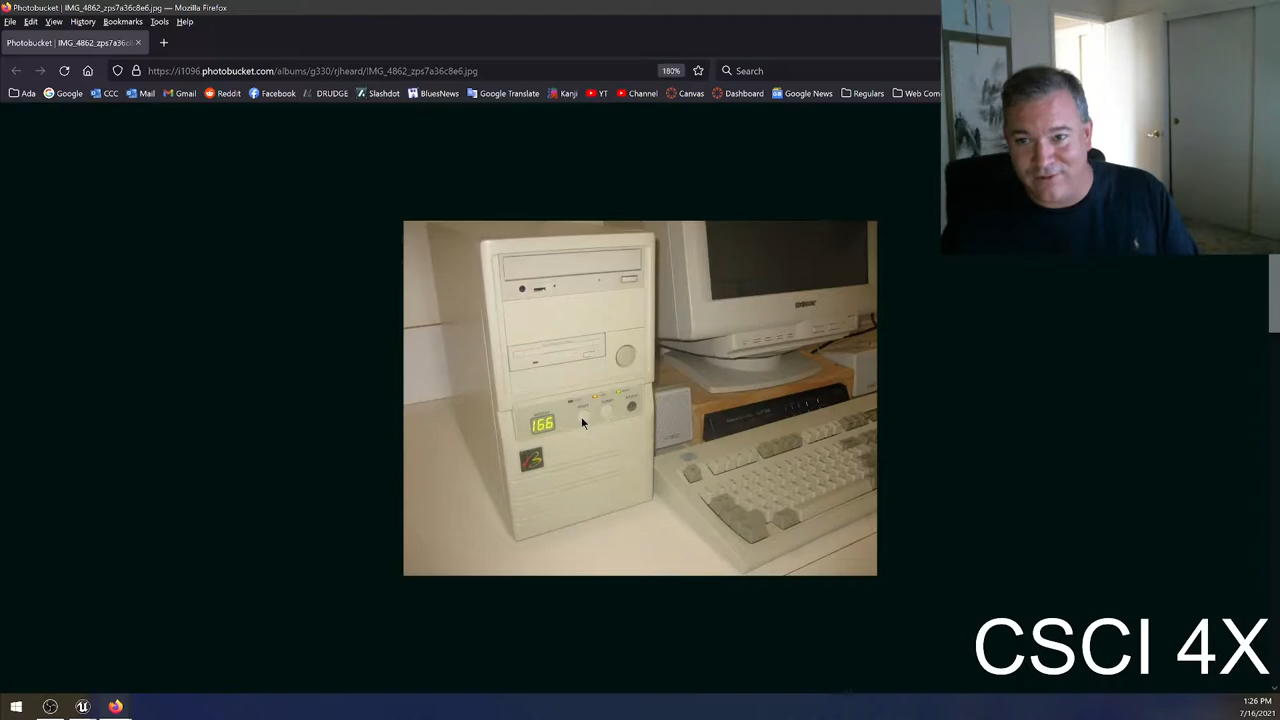 Photobucket | IMG_4862_zps7a36c8e6.jpg — Mozilla Firefox
File Edit View History Bookmarks Tools Help
Photobucket | IMG_4862_zps7a36c8
https://i1096.photobucket.com/albums/g330/rjheard/IMG_4862_zps7a36c8e6.jpg 180% Search
Ada Google CCC Mail Gmail Reddit Facebook DRUDGE Slashdot BluesNews Google Translate Kanji YT Channel Canvas Dashboard Google News Regulars Web Com
166
CSCI 4X
1:26 PM
7/16/2021